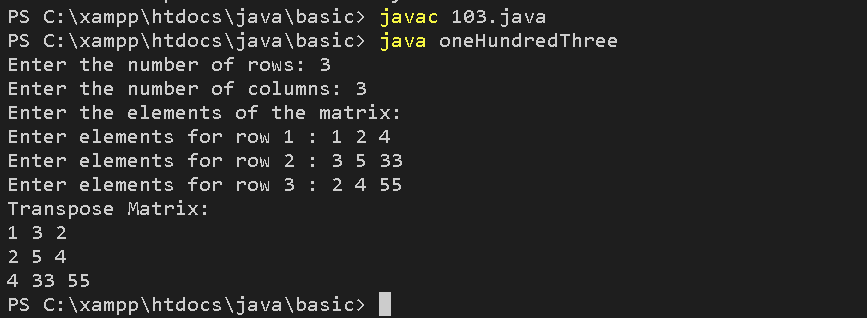 PS C:\xampp\htdocs\java\basic> javac 103.java
PS C:\xampp\htdocs\java\basic> java oneHundredThree
Enter the number of rows: 3
Enter the number of columns: 3
Enter the elements of the matrix:
Enter elements for row 1 : 1 2 4
Enter elements for row 2 : 3 5 33
Enter elements for row 3 : 2 4 55
Transpose Matrix:
1 3 2
2 5 4
4 33 55
PS C:\xampp\htdocs\java\basic>